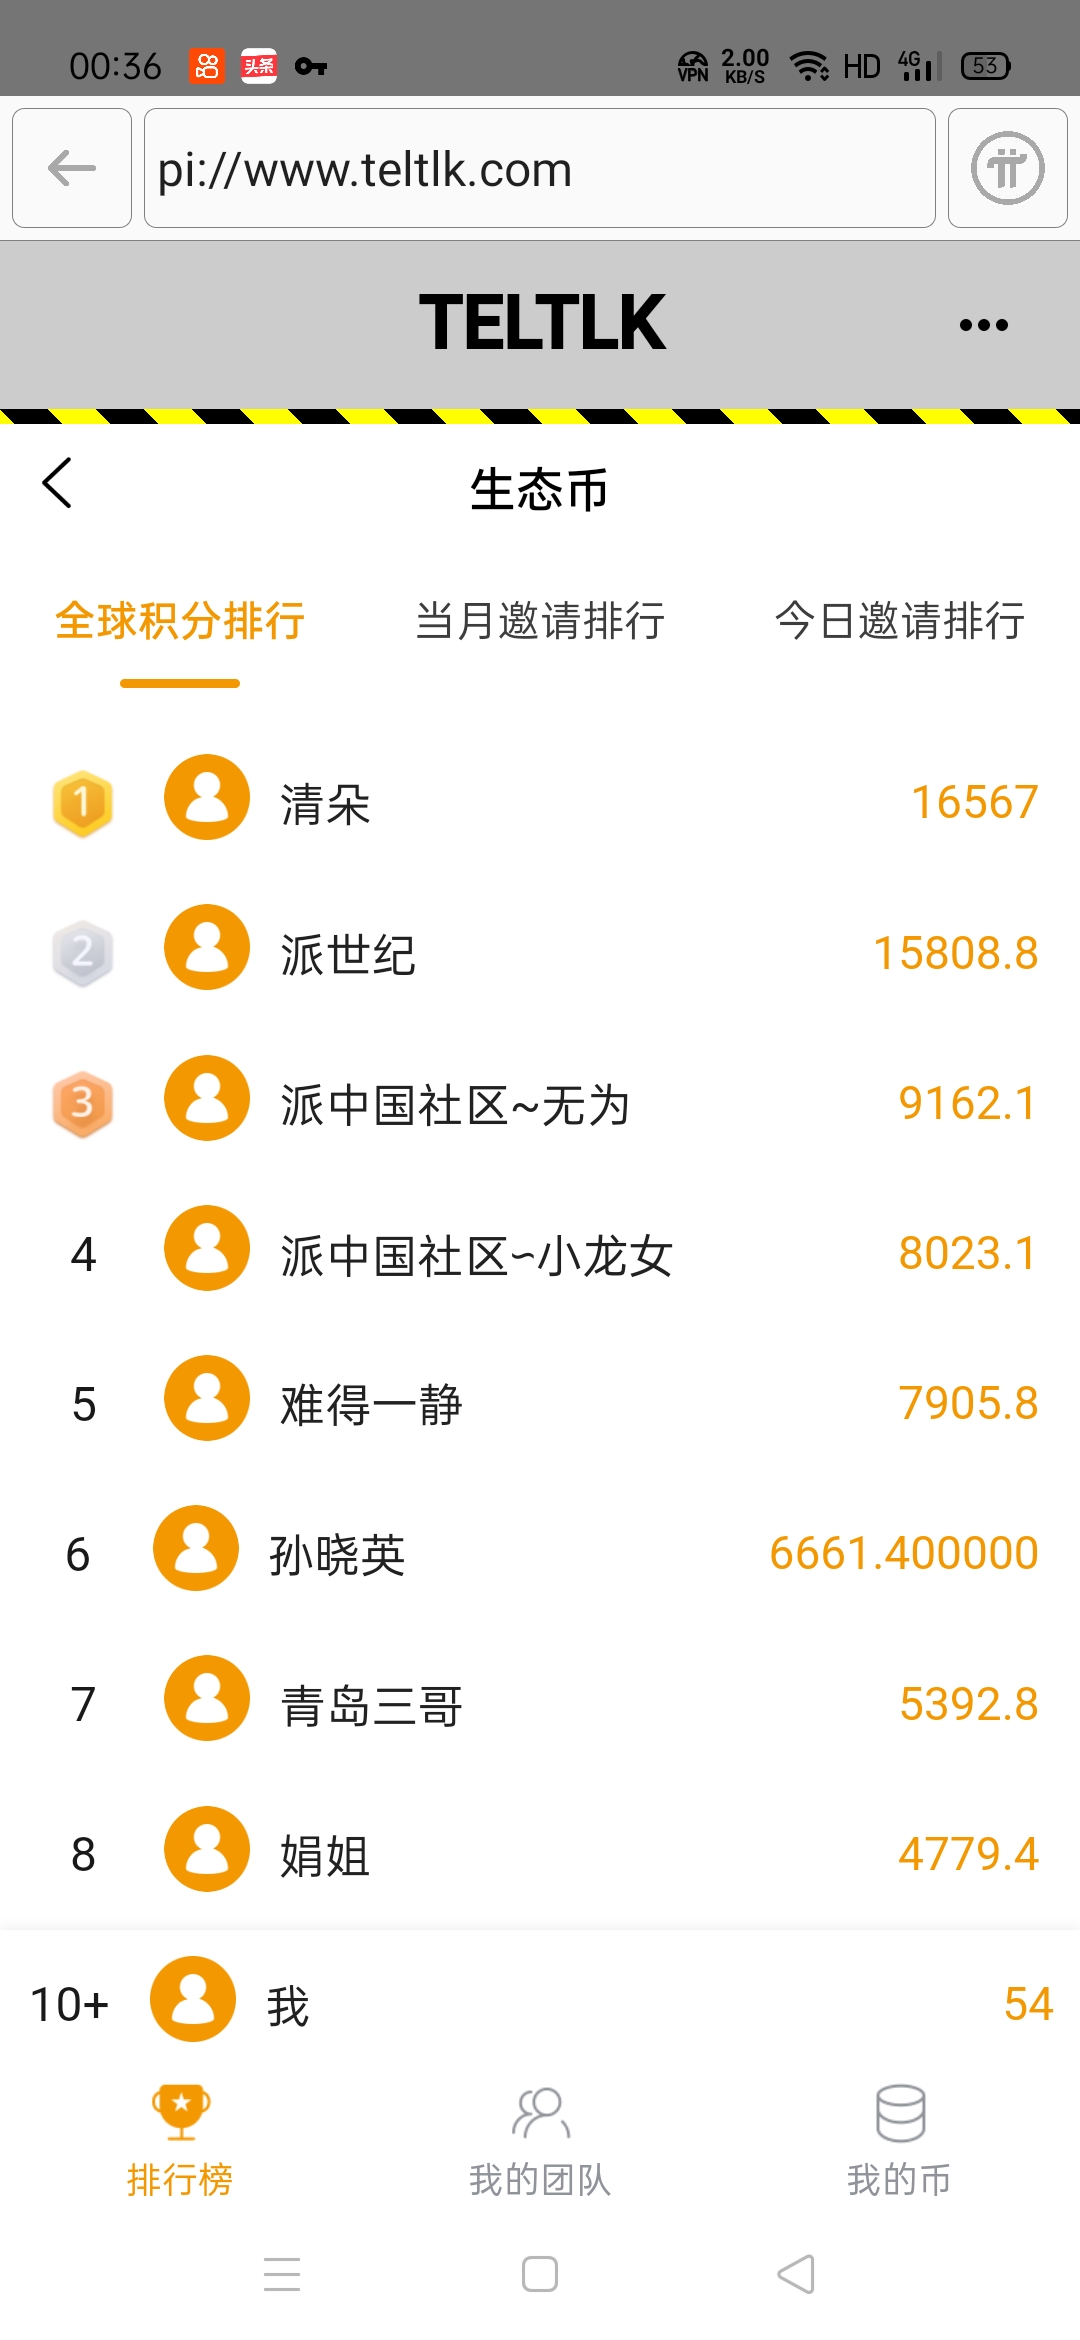 00:36 头条 VPN 2.00 KB/S HD 4G 53
pi://www.teltlk.com
TELTLK
生态币
全球积分排行 当月邀请排行 今日邀请排行
1 清朵 16567
2 派世纪 15808.8
3 派中国社区~无为 9162.1
4 派中国社区~小龙女 8023.1
5 难得一静 7905.8
6 孙晓英 6661.400000
7 青岛三哥 5392.8
8 娟姐 4779.4
10+ 我 54
排行榜 我的团队 我的币